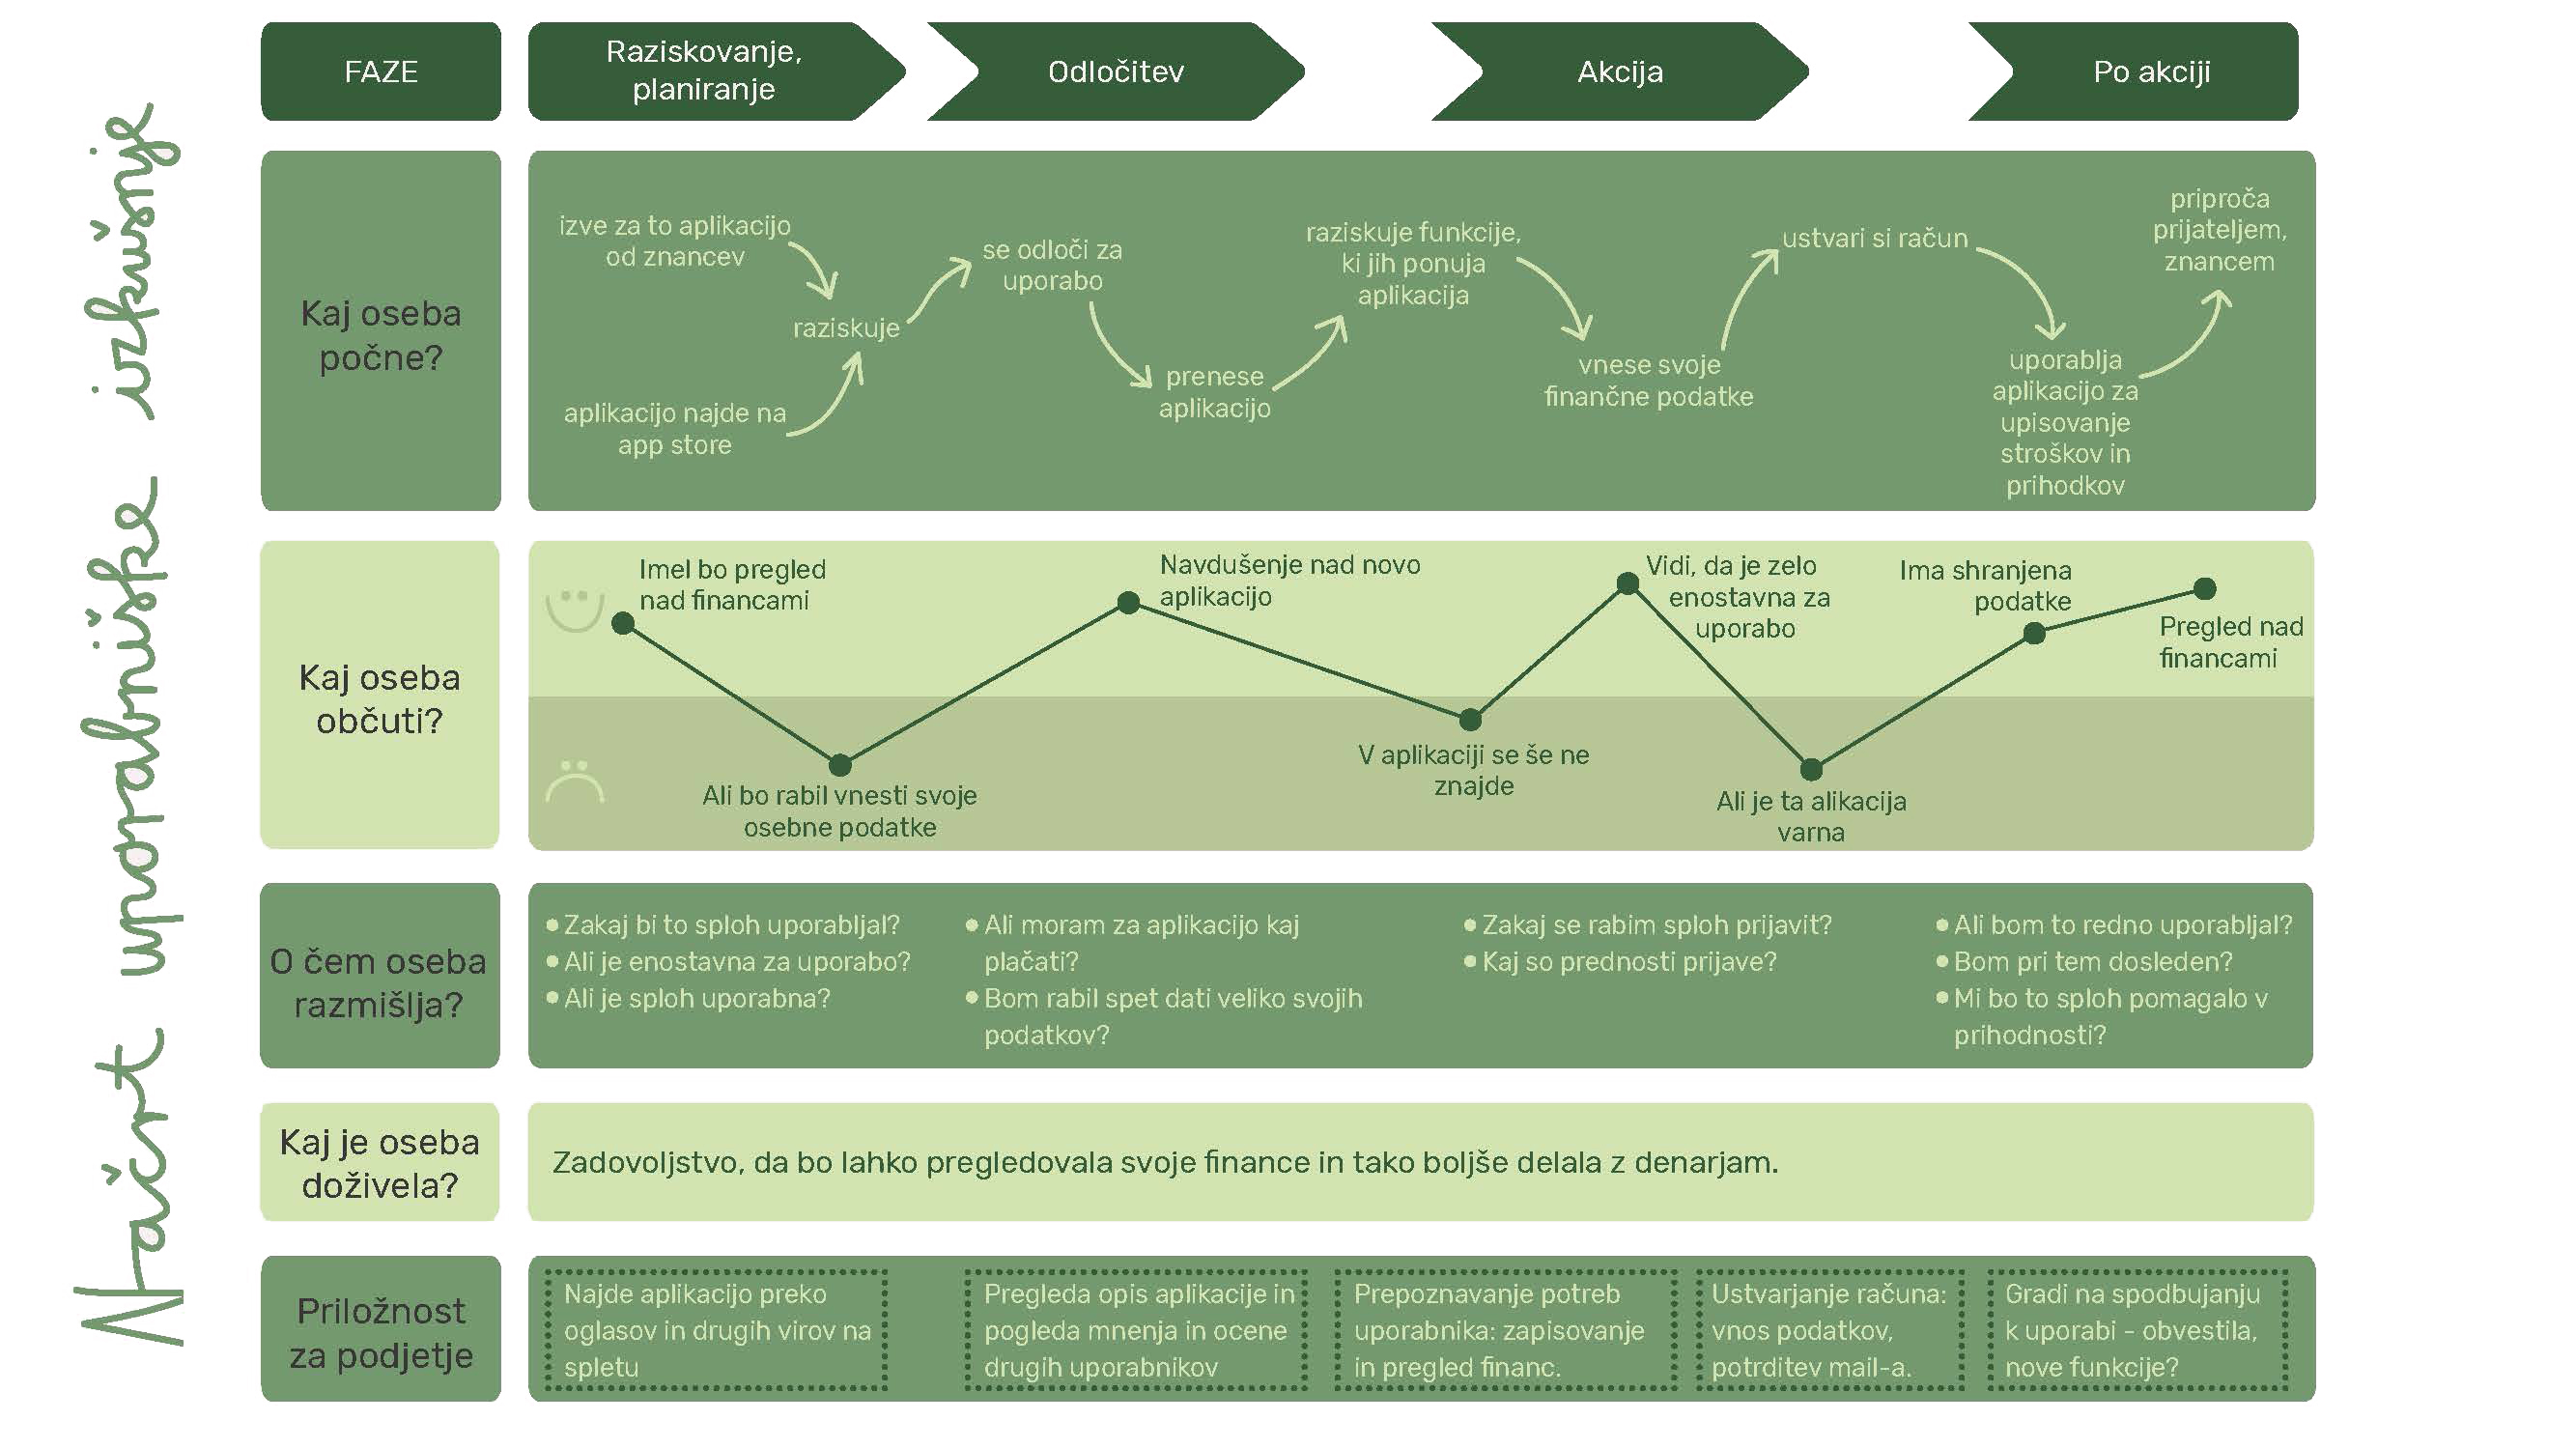 Načrt uporabniške izkušnje
FAZE
Raziskovanje,
planiranje
Odločitev
Akcija
Po akciji
Kaj oseba
počne?
izve za to aplikacijo
od znancev
aplikacijo najde na
app store
raziskuje
se odloči za
uporabo
prenese
aplikacijo
raziskuje funkcije,
ki jih ponuja
aplikacija
vnese svoje
finančne podatke
ustvari si račun
uporablja
aplikacijo za
upisovanje
stroškov in
prihodkov
priproča
prijateljem,
znancem
Kaj oseba
občuti?
Imel bo pregled
nad financami
Ali bo rabil vnesti svoje
osebne podatke
Navdušenje nad novo
aplikacijo
V aplikaciji se še ne
znajde
Vidi, da je zelo
enostavna za
uporabo
Ali je ta alikacija
varna
Ima shranjena
podatke
Pregled nad
financami
O čem oseba
razmišlja?
• Zakaj bi to sploh uporabljal?
• Ali je enostavna za uporabo?
• Ali je sploh uporabna?
• Ali moram za aplikacijo kaj
plačati?
• Bom rabil spet dati veliko svojih
podatkov?
• Zakaj se rabim sploh prijavit?
• Kaj so prednosti prijave?
• Ali bom to redno uporabljal?
• Bom pri tem dosleden?
• Mi bo to sploh pomagalo v
prihodnosti?
Kaj je oseba
doživela?
Zadovoljstvo, da bo lahko pregledovala svoje finance in tako boljše delala z denarjam.
Priložnost
za podjetje
Najde aplikacijo preko
oglasov in drugih virov na
spletu
Pregleda opis aplikacije in
pogleda mnenja in ocene
drugih uporabnikov
Prepoznavanje potreb
uporabnika: zapisovanje
in pregled financ.
Ustvarjanje računa:
vnos podatkov,
potrditev mail-a.
Gradi na spodbujanju
k uporabi - obvestila,
nove funkcije?